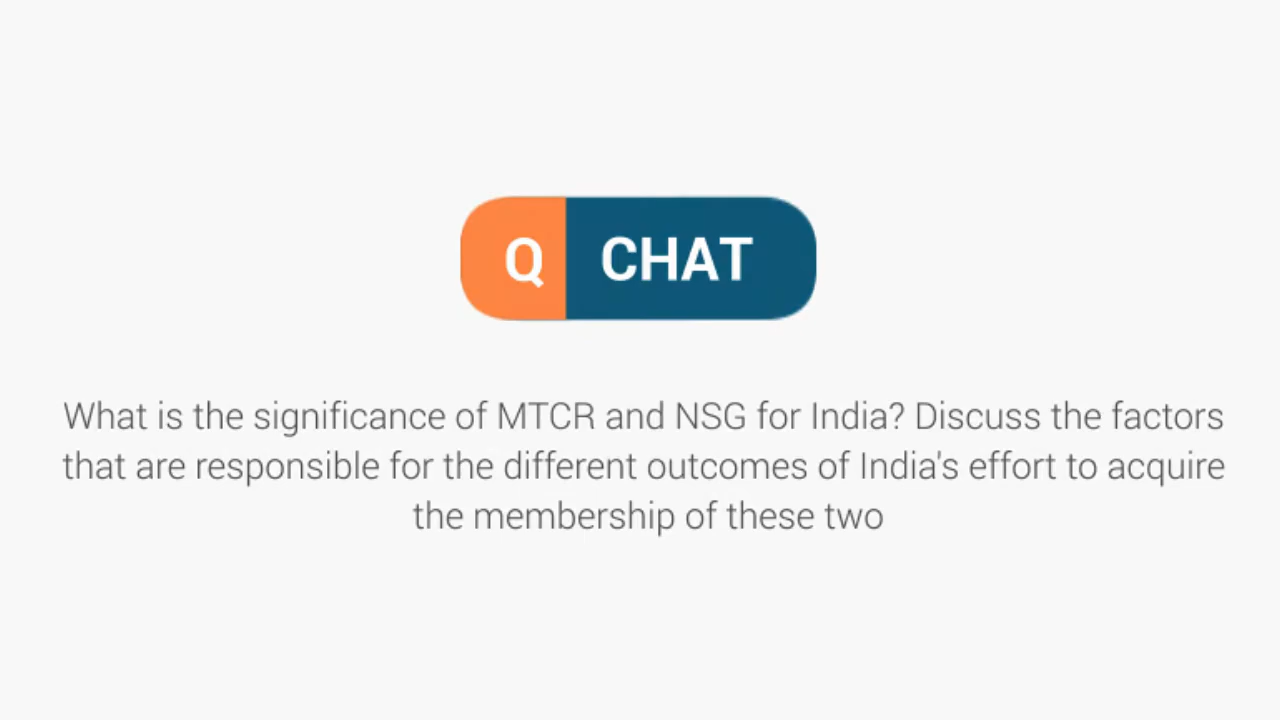 Q CHAT
What is the significance of MTCR and NSG for India? Discuss the factors
that are responsible for the different outcomes of India's effort to acquire
the membership of these two